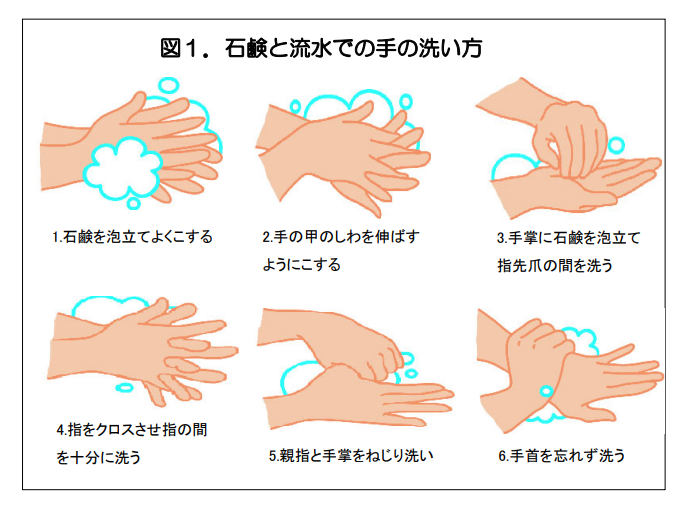 図１．石鹸と流水での手の洗い方
1.石鹸を泡立てよくこする
2.手の甲のしわを伸ばす
ようにこする
3.手掌に石鹸を泡立て
指先爪の間を洗う
4.指をクロスさせ指の間
を十分に洗う
5.親指と手掌をねじり洗い
6.手首を忘れず洗う